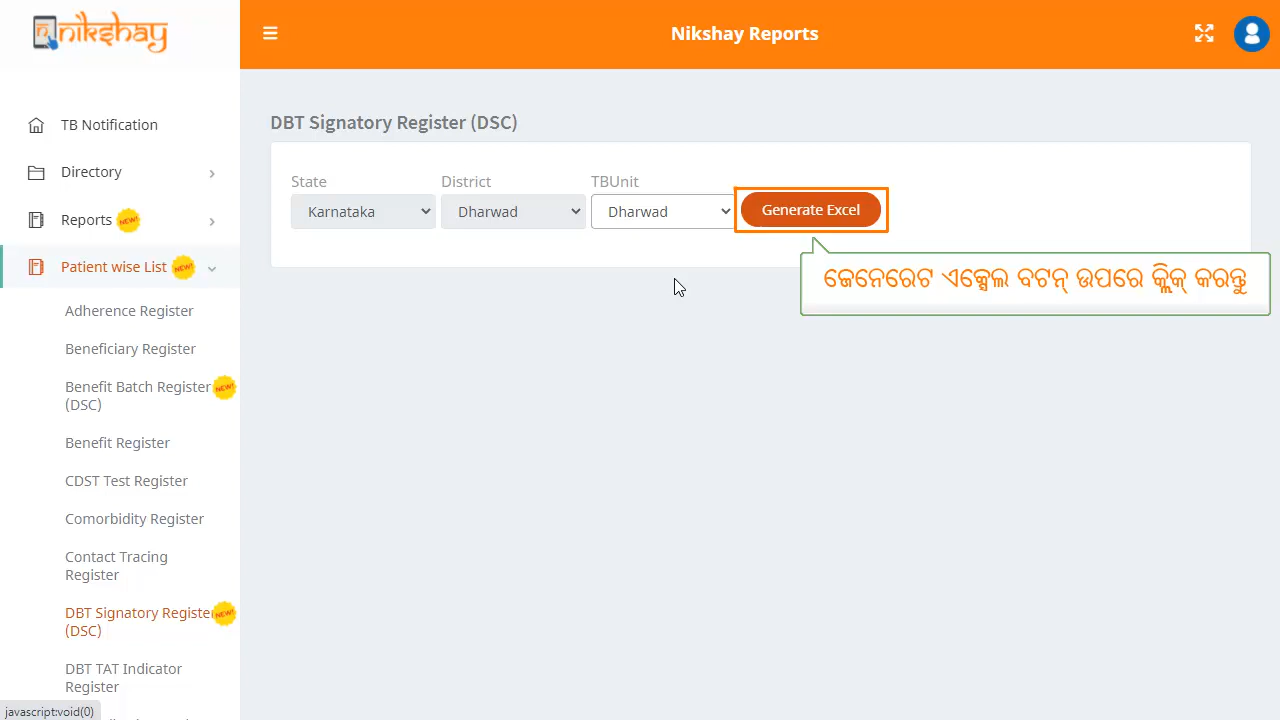 nikshay
Nikshay Reports
TB Notification
Directory
Reports NEW!
Patient wise List NEW!
Adherence Register
Beneficiary Register
Benefit Batch Register NEW!
(DSC)
Benefit Register
CDST Test Register
Comorbidity Register
Contact Tracing
Register
DBT Signatory Registe NEW!
(DSC)
DBT TAT Indicator
Register
javascript:void(0)
DBT Signatory Register (DSC)
State District TBUnit
Karnataka Dharwad Dharwad Generate Excel
ଜେନେରେଟ ଏକ୍ସେଲ ବଟନ୍ ଉପରେ କ୍ଲିକ୍ କରନ୍ତୁ